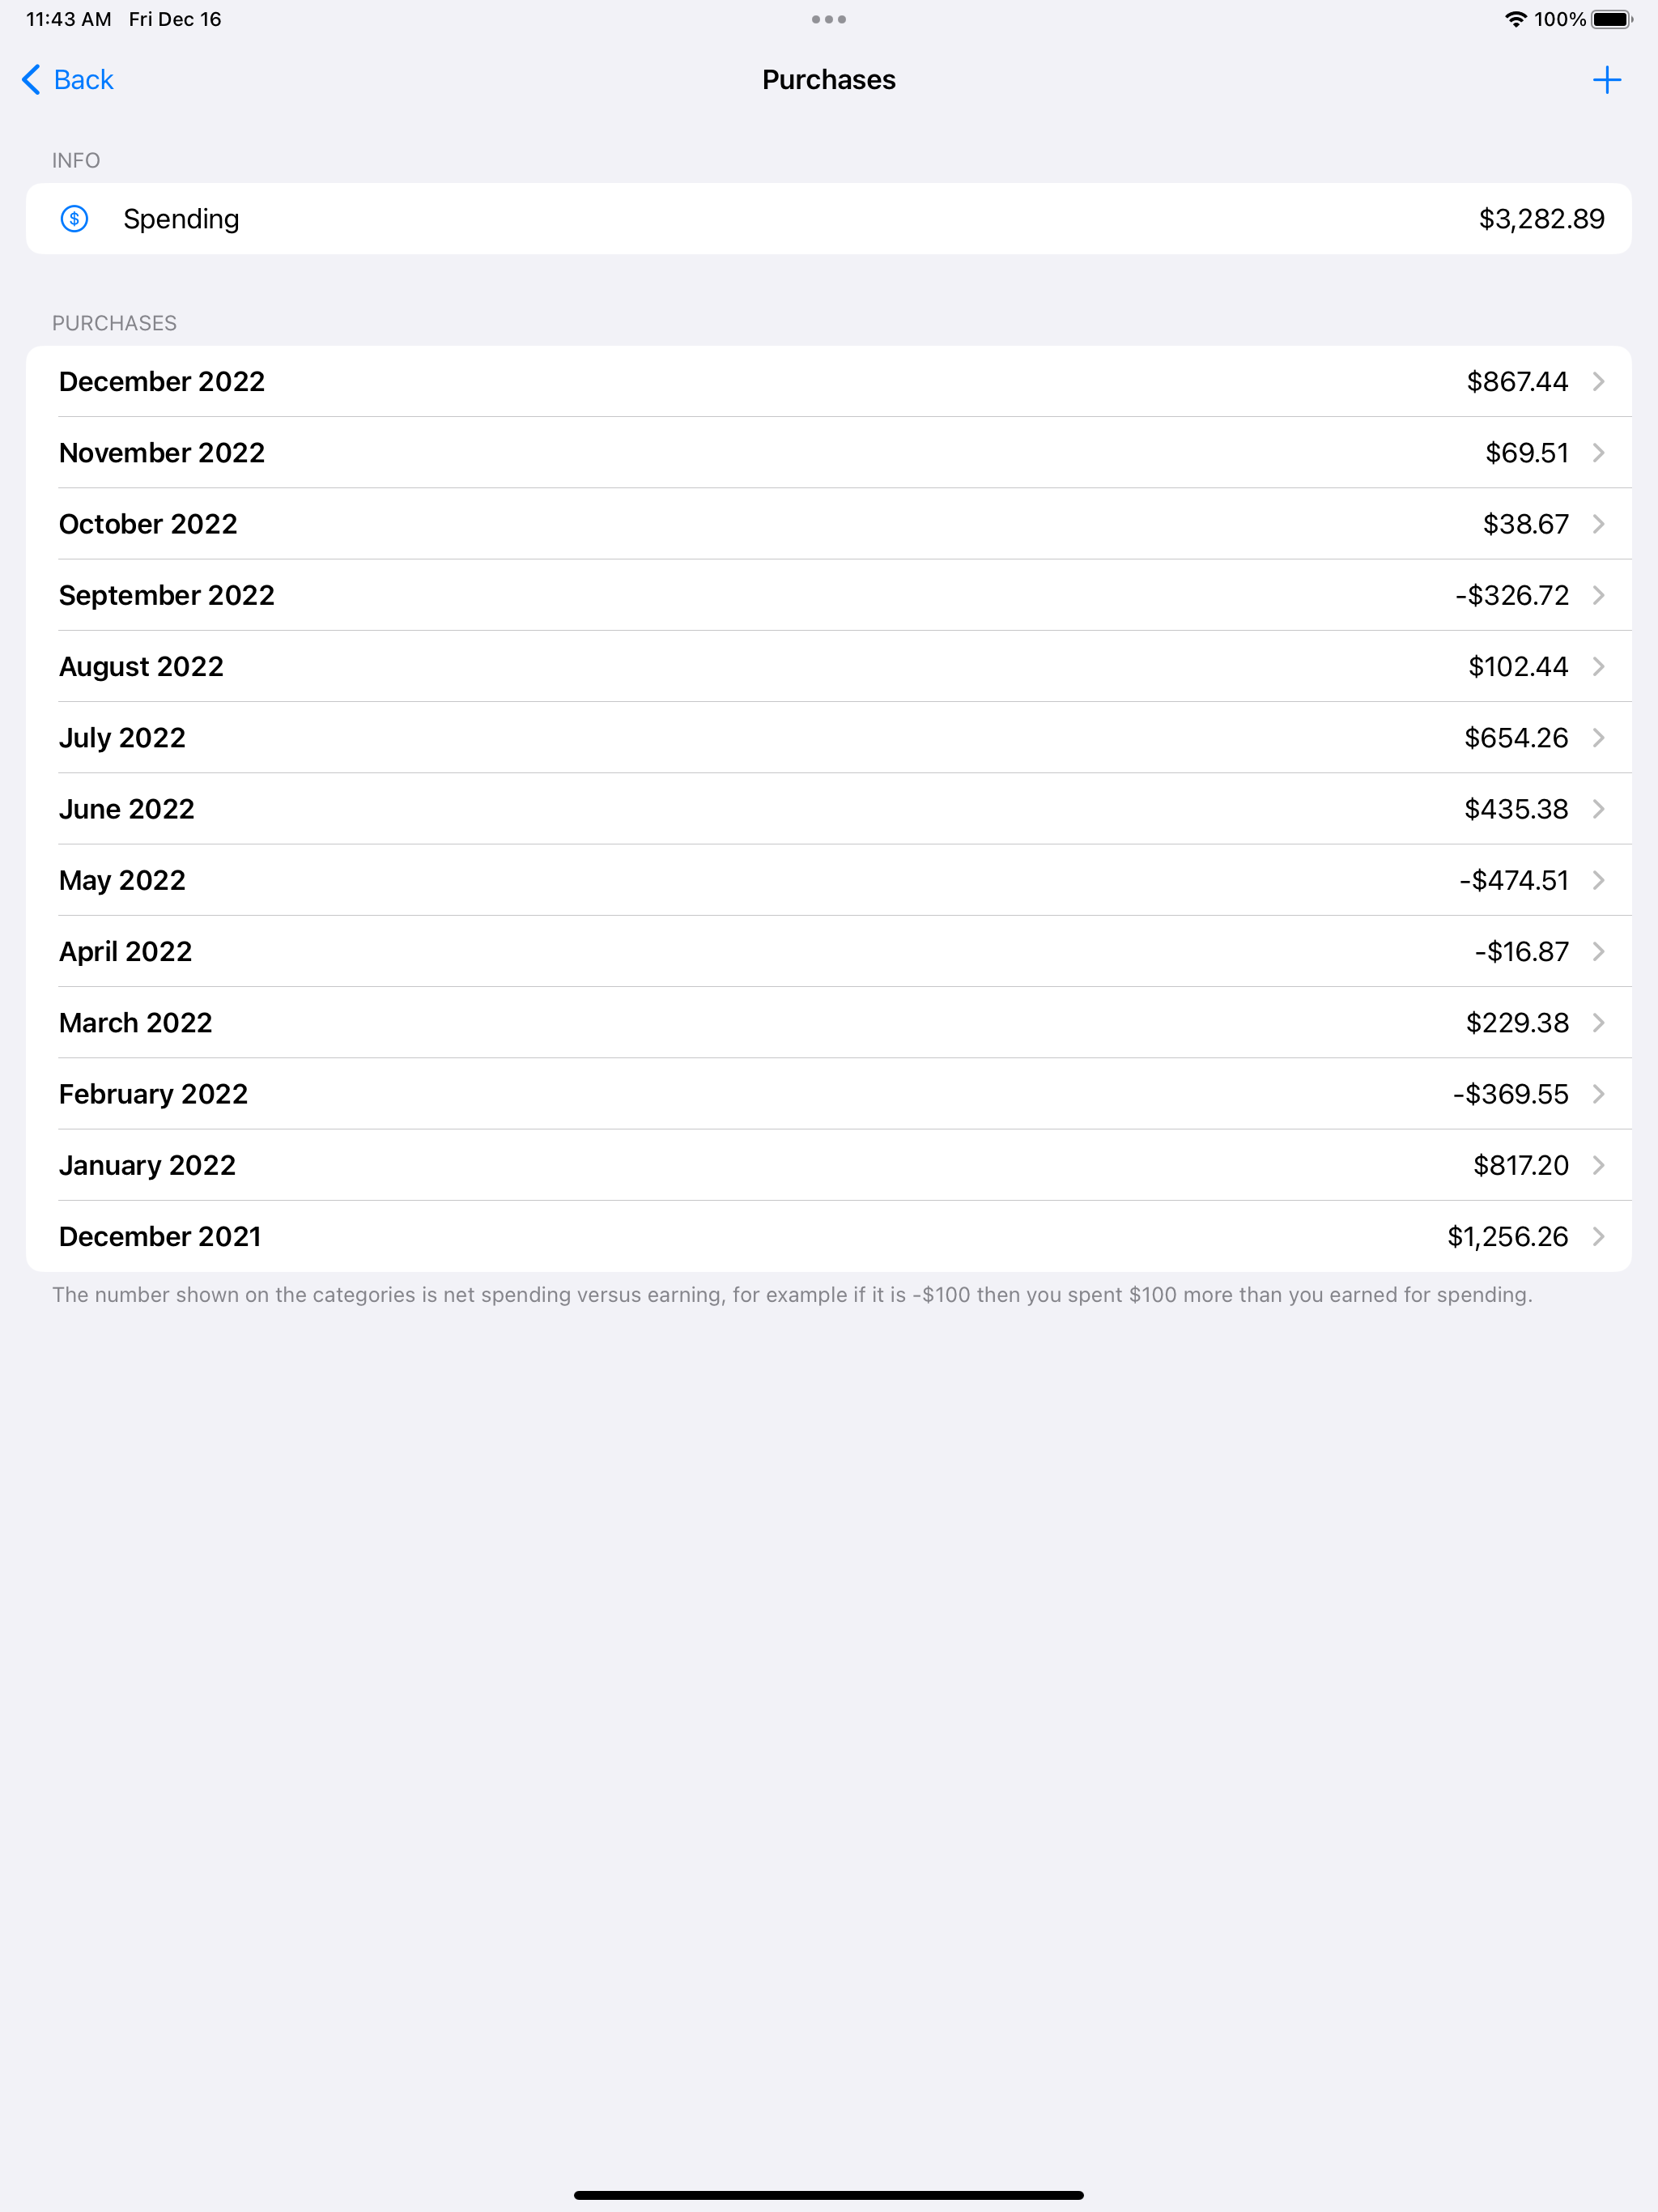 11:43 AM Fri Dec 16
100%
Back
Purchases
INFO
$ Spending $3,282.89
PURCHASES
December 2022 $867.44
November 2022 $69.51
October 2022 $38.67
September 2022 -$326.72
August 2022 $102.44
July 2022 $654.26
June 2022 $435.38
May 2022 -$474.51
April 2022 -$16.87
March 2022 $229.38
February 2022 -$369.55
January 2022 $817.20
December 2021 $1,256.26
The number shown on the categories is net spending versus earning, for example if it is -$100 then you spent $100 more than you earned for spending.